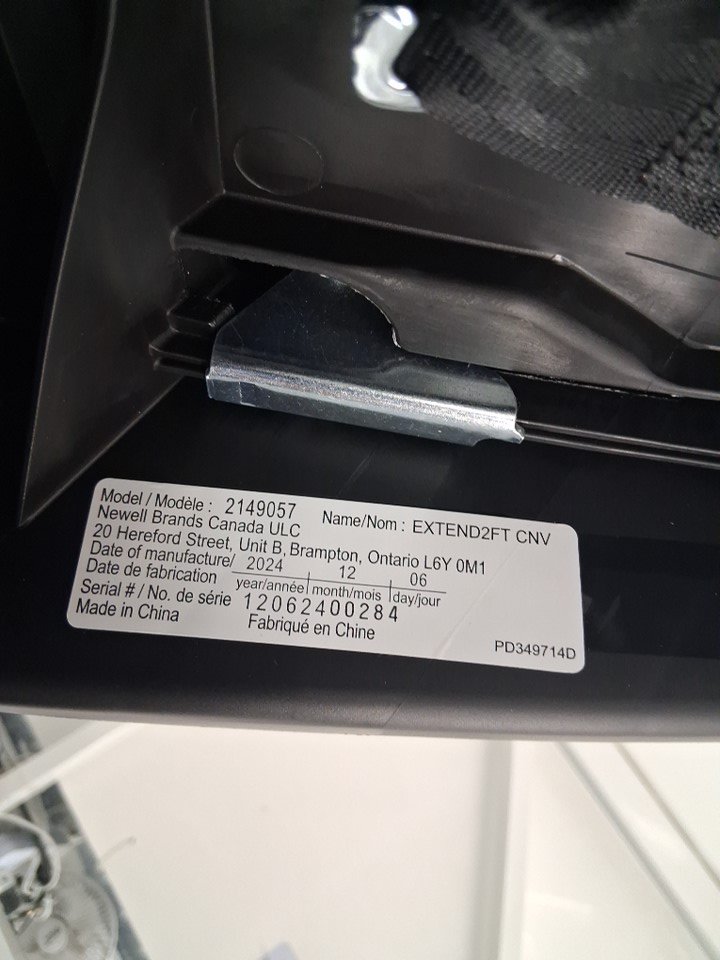 Model / Modèle : 2149057 Name/Nom : EXTEND2FT CNV
Newell Brands Canada ULC
20 Hereford Street, Unit B, Brampton, Ontario L6Y 0M1
Date of manufacture/ 2024 12 06
Date de fabrication year/année month/mois day/jour
Serial # / No. de série 12062400284
Made in China Fabriqué en Chine
PD349714D